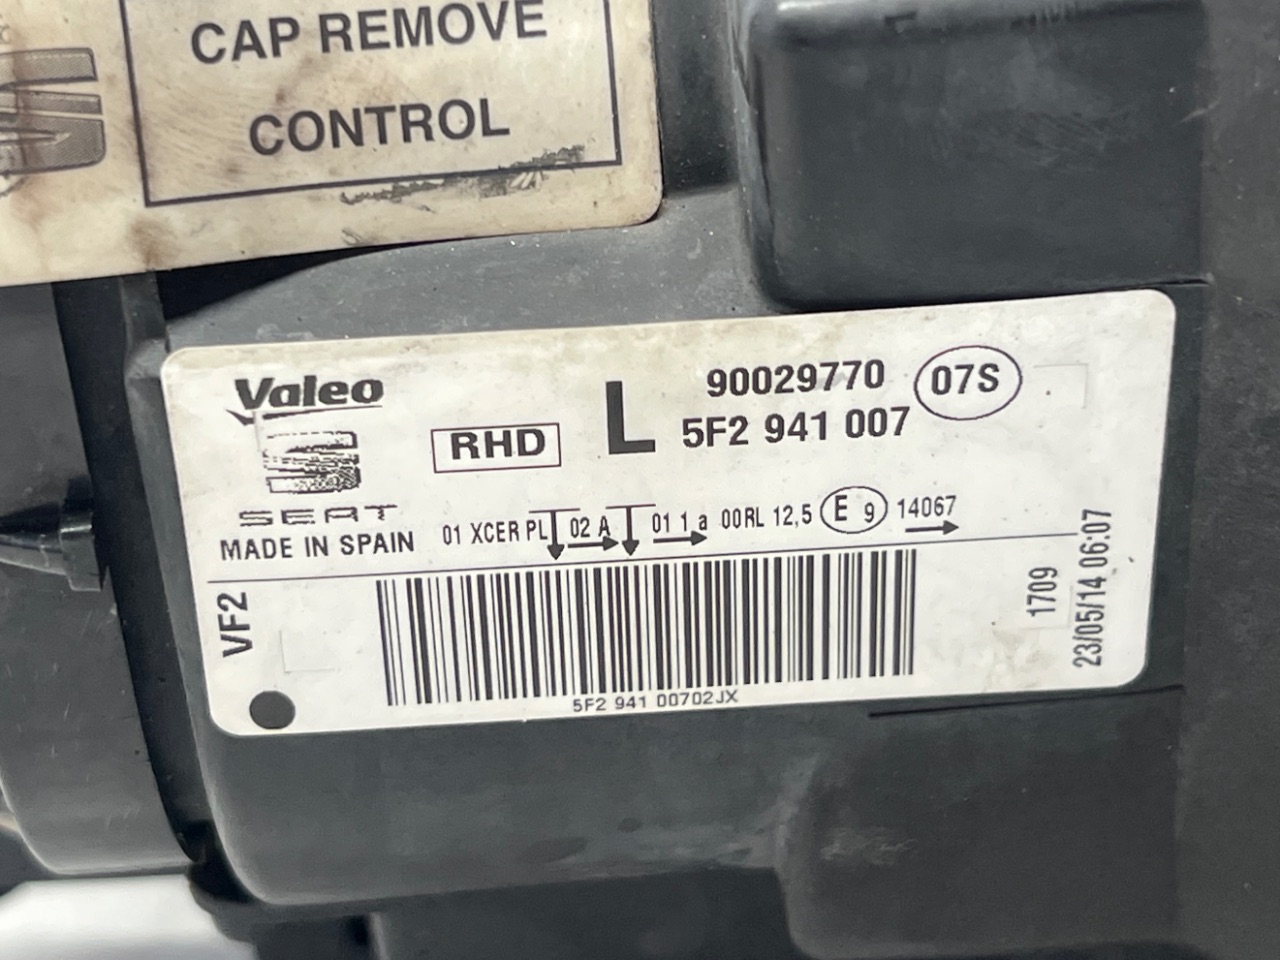 CAP REMOVE
CONTROL
Valeo
SEAT
MADE IN SPAIN
RHD
L
90029770
07S
5F2 941 007
01 XCER PL 02 A 01 1 a 00RL 12,5 E 9 14067
VF2
5F2 941 00702JX
1709
23/05/14 06:07